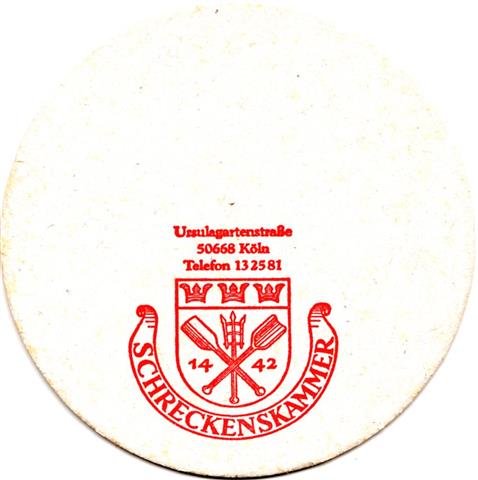 Ursulagartenstraße
50668 Köln
Telefon 13 25 81
14 42
SCHRECKENSKAMMER